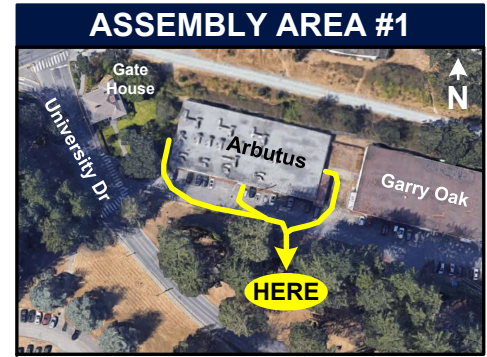 ASSEMBLY AREA #1
Gate
House
N
University Dr
Arbutus
Garry Oak
HERE